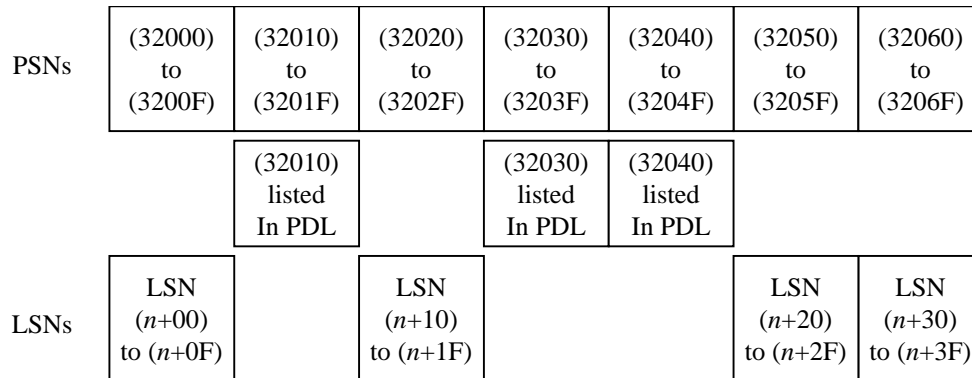 PSNs
(32000) to (3200F)
(32010) to (3201F)
(32020) to (3202F)
(32030) to (3203F)
(32040) to (3204F)
(32050) to (3205F)
(32060) to (3206F)
(32010) listed In PDL
(32030) listed In PDL
(32040) listed In PDL
LSNs
LSN (n+00) to (n+0F)
LSN (n+10) to (n+1F)
LSN (n+20) to (n+2F)
LSN (n+30) to (n+3F)